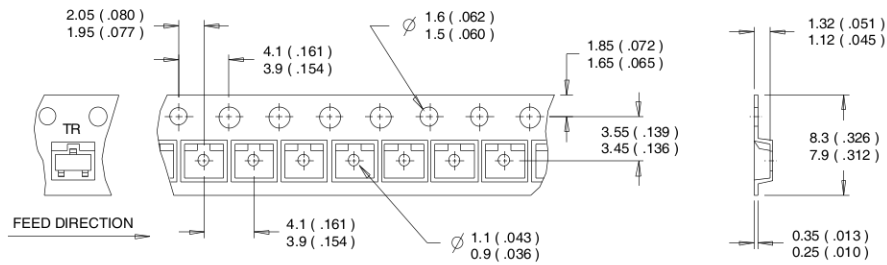 2.05 ( .080 )
1.95 ( .077 )
4.1 ( .161 )
3.9 ( .154 )
1.6 ( .062 )
1.5 ( .060 )
1.85 ( .072 )
1.65 ( .065 )
1.32 ( .051 )
1.12 ( .045 )
TR
3.55 ( .139 )
3.45 ( .136 )
8.3 ( .326 )
7.9 ( .312 )
FEED DIRECTION
4.1 ( .161 )
3.9 ( .154 )
1.1 ( .043 )
0.9 ( .036 )
0.35 ( .013 )
0.25 ( .010 )